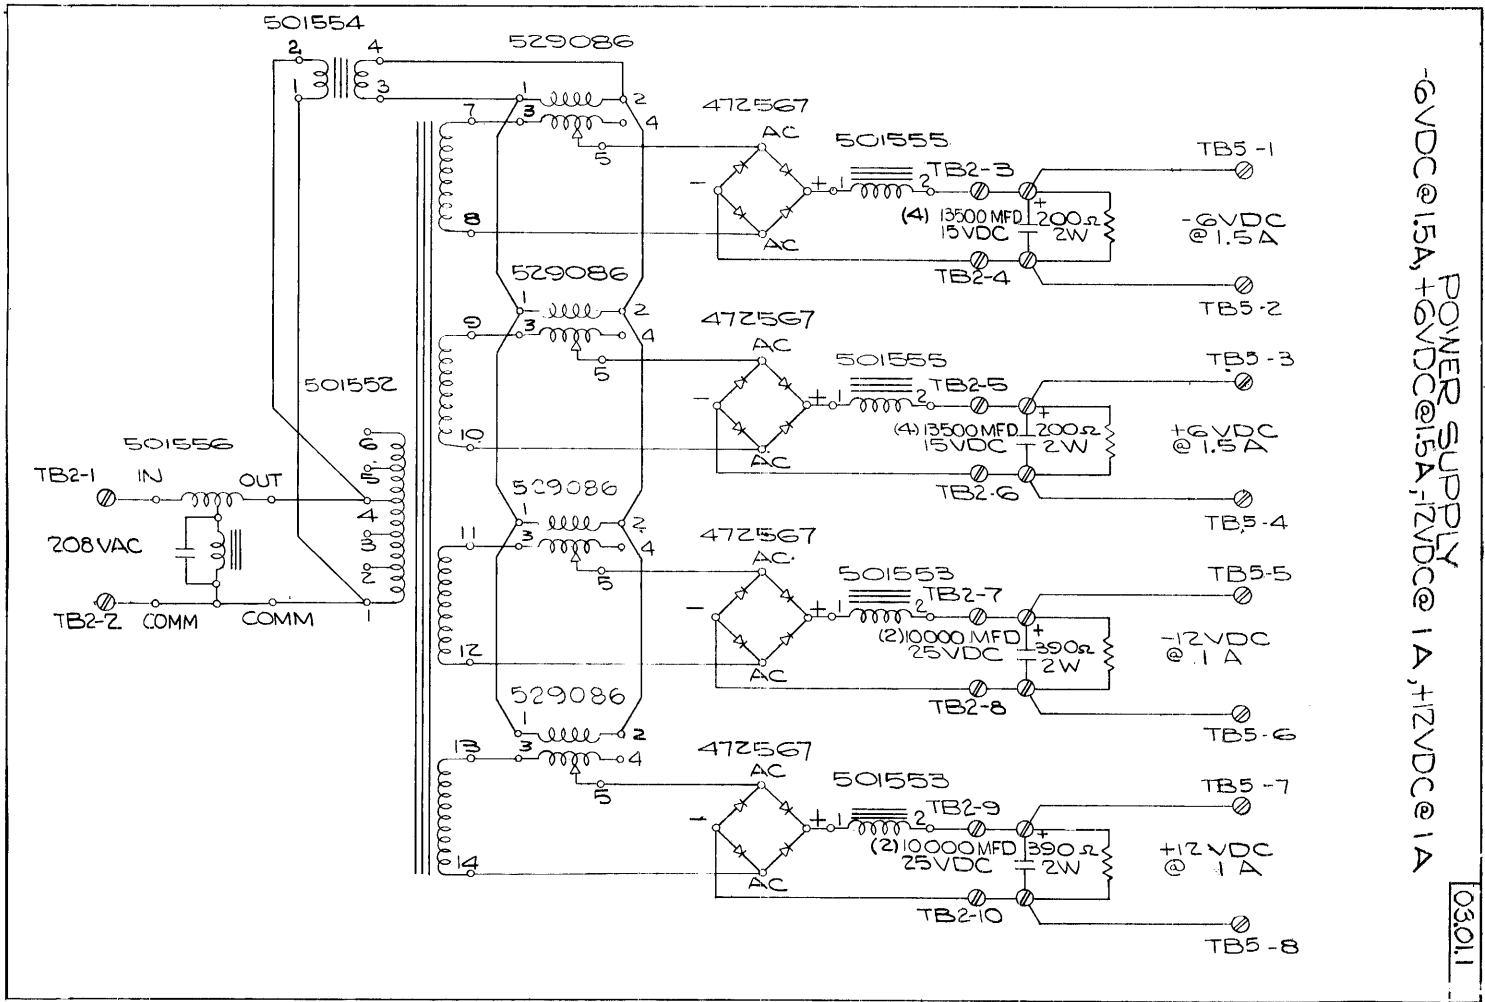 501554
2 4
1 3
529086
1 2
3 4
5
7
8
472567
AC
- +
AC
501555
1 2
TB2-3
(4) 13500 MFD
15VDC
+
200Ω
2W
TB2-4
TB5-1
-6VDC
@ 1.5A
TB5-2
529086
1 2
3 4
5
9
10
472567
AC
- +
AC
501555
1 2
TB2-5
(4) 13500 MFD
15VDC
+
200Ω
2W
TB2-6
TB5-3
+6VDC
@ 1.5A
TB5-4
501552
6
5
4
3
2
1
501556
TB2-1 IN OUT
208VAC
TB2-2 COMM COMM
529086
1 2
3 4
5
11
12
472567
AC
- +
AC
501553
1 2
TB2-7
(2) 10000 MFD
25VDC
+
390Ω
2W
TB2-8
TB5-5
-12VDC
@ 1 A
TB5-6
529086
1 2
3 4
5
13
14
472567
AC
- +
AC
501553
1 2
TB2-9
(2) 10000 MFD
25VDC
+
390Ω
2W
TB2-10
TB5-7
+12VDC
@ 1 A
TB5-8
POWER SUPPLY
-6VDC@1.5A, +6VDC@1.5A, -12VDC@ 1A, +12VDC@ 1A
03.01.1